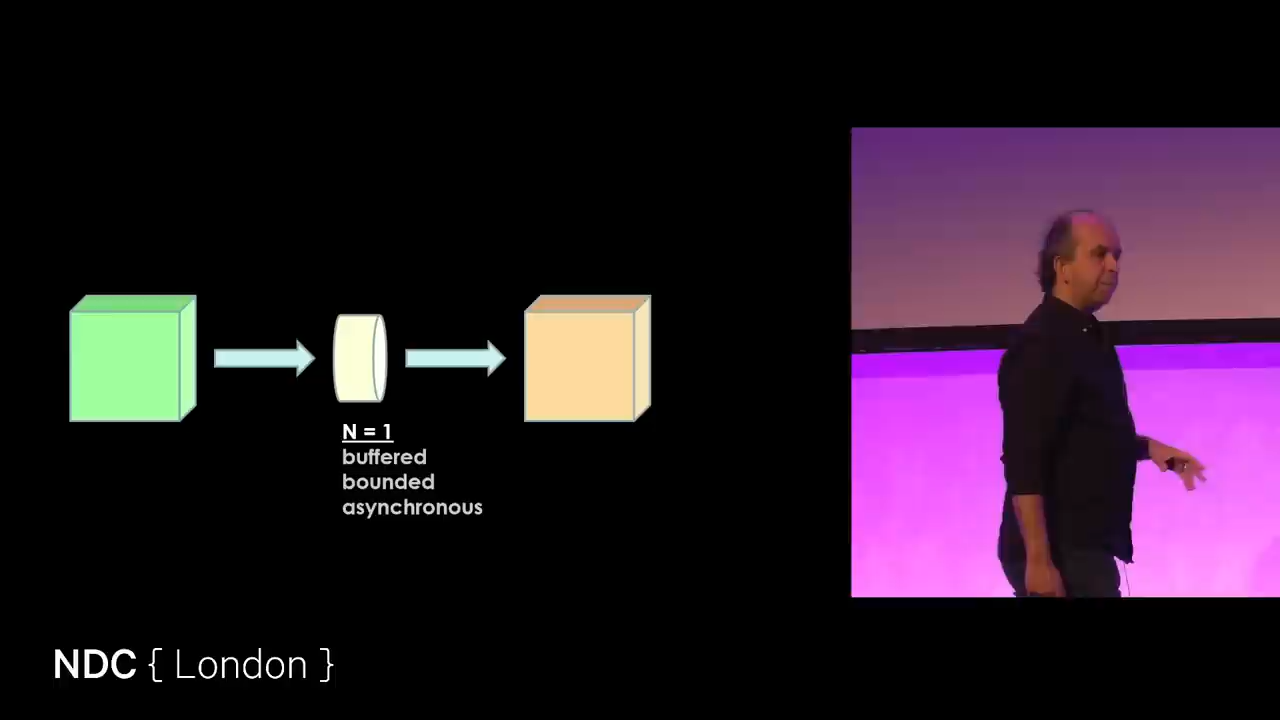 N = 1
buffered
bounded
asynchronous
NDC { London }